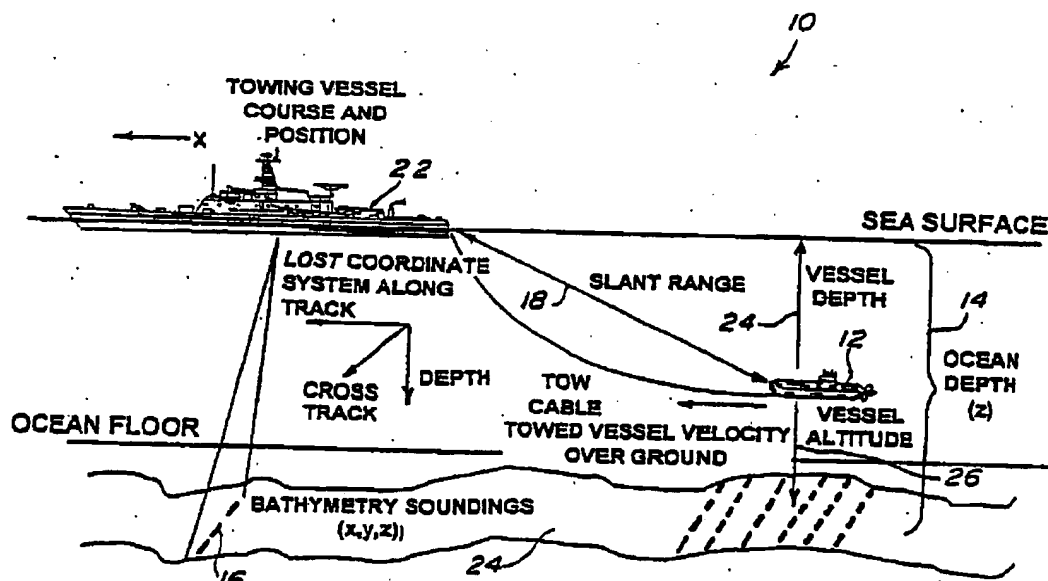 10
TOWING VESSEL
COURSE AND
POSITION
X
22
SEA SURFACE
LOST COORDINATE
SYSTEM ALONG
TRACK
SLANT RANGE
18
VESSEL
DEPTH
24
14
12
OCEAN
DEPTH
(z)
CROSS
TRACK
DEPTH
TOW
CABLE
TOWED VESSEL VELOCITY
OVER GROUND
VESSEL
ALTITUDE
OCEAN FLOOR
26
BATHYMETRY SOUNDINGS
(x,y,z))
16
24